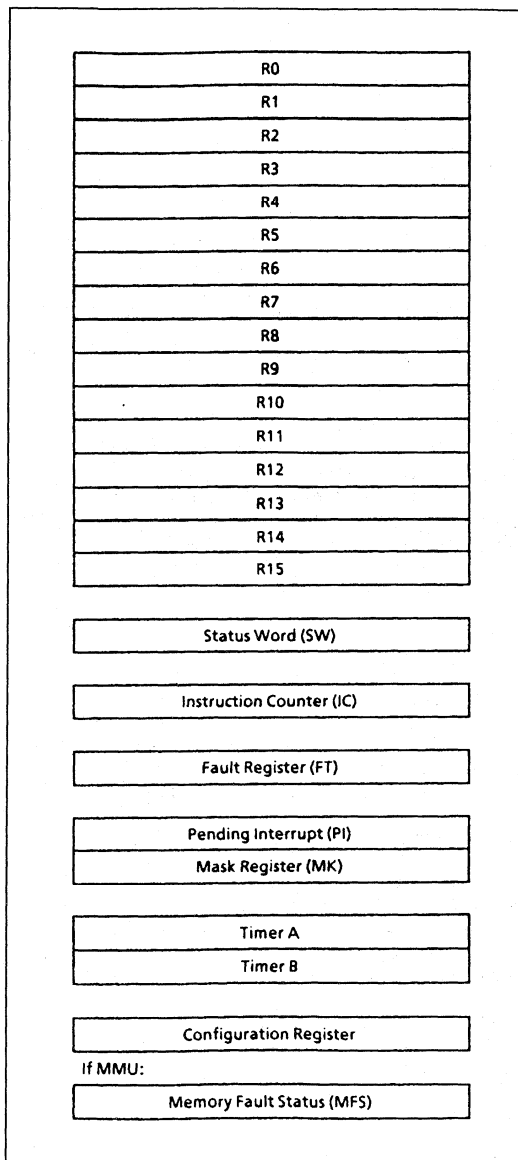 R0
R1
R2
R3
R4
R5
R6
R7
R8
R9
R10
R11
R12
R13
R14
R15
Status Word (SW)
Instruction Counter (IC)
Fault Register (FT)
Pending Interrupt (PI)
Mask Register (MK)
Timer A
Timer B
Configuration Register
If MMU:
Memory Fault Status (MFS)